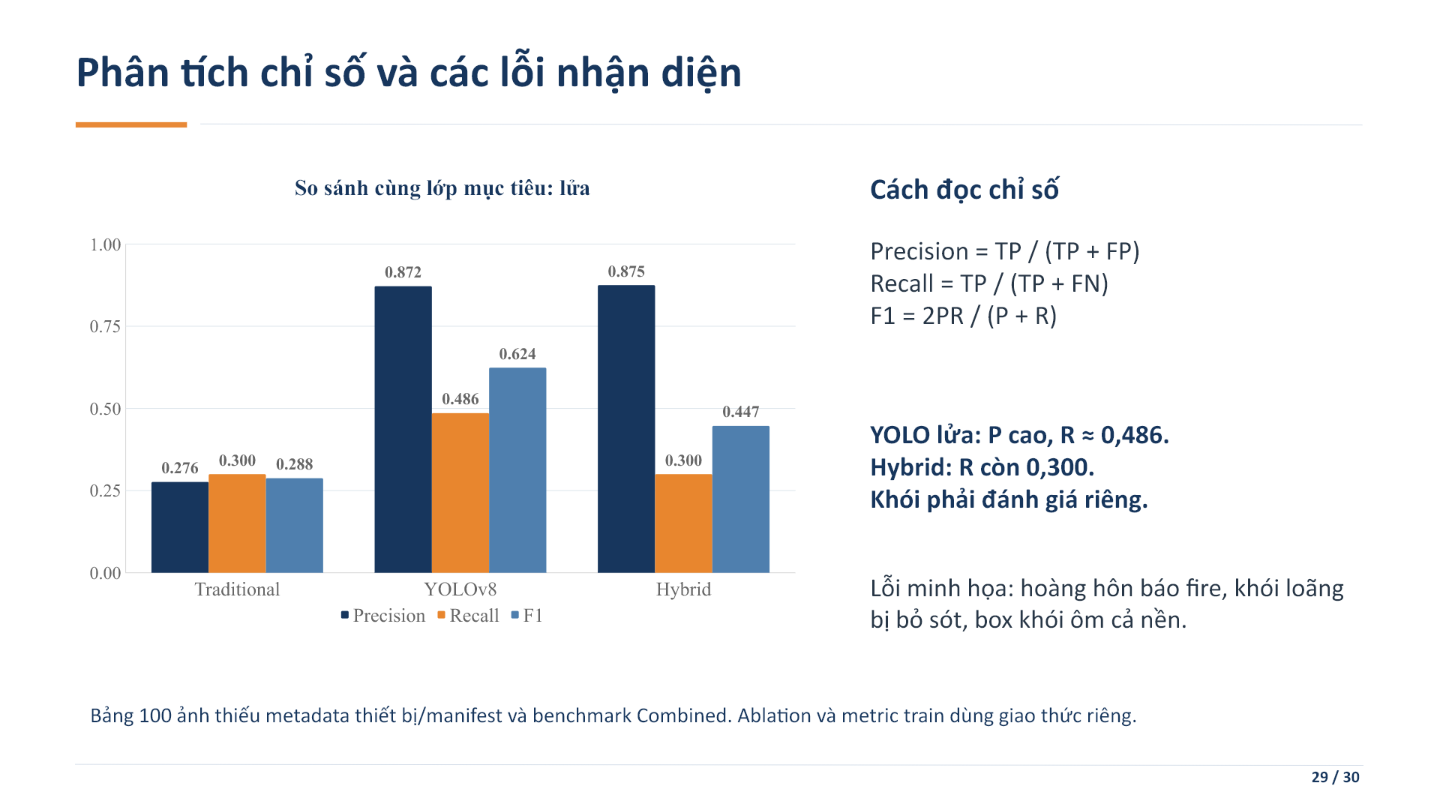 Phân tích chỉ số và các lỗi nhận diện
So sánh cùng lớp mục tiêu: lửa
1.00
0.75
0.50
0.25
0.00
0.276
0.300
0.288
0.872
0.486
0.624
0.875
0.300
0.447
Traditional
YOLOv8
Hybrid
Precision
Recall
F1
Cách đọc chỉ số
Precision = TP / (TP + FP)
Recall = TP / (TP + FN)
F1 = 2PR / (P + R)
YOLO lửa: P cao, R ≈ 0,486.
Hybrid: R còn 0,300.
Khói phải đánh giá riêng.
Lỗi minh họa: hoàng hôn báo fire, khói loãng
bị bỏ sót, box khói ôm cả nền.
Bảng 100 ảnh thiếu metadata thiết bị/manifest và benchmark Combined. Ablation và metric train dùng giao thức riêng.
29 / 30